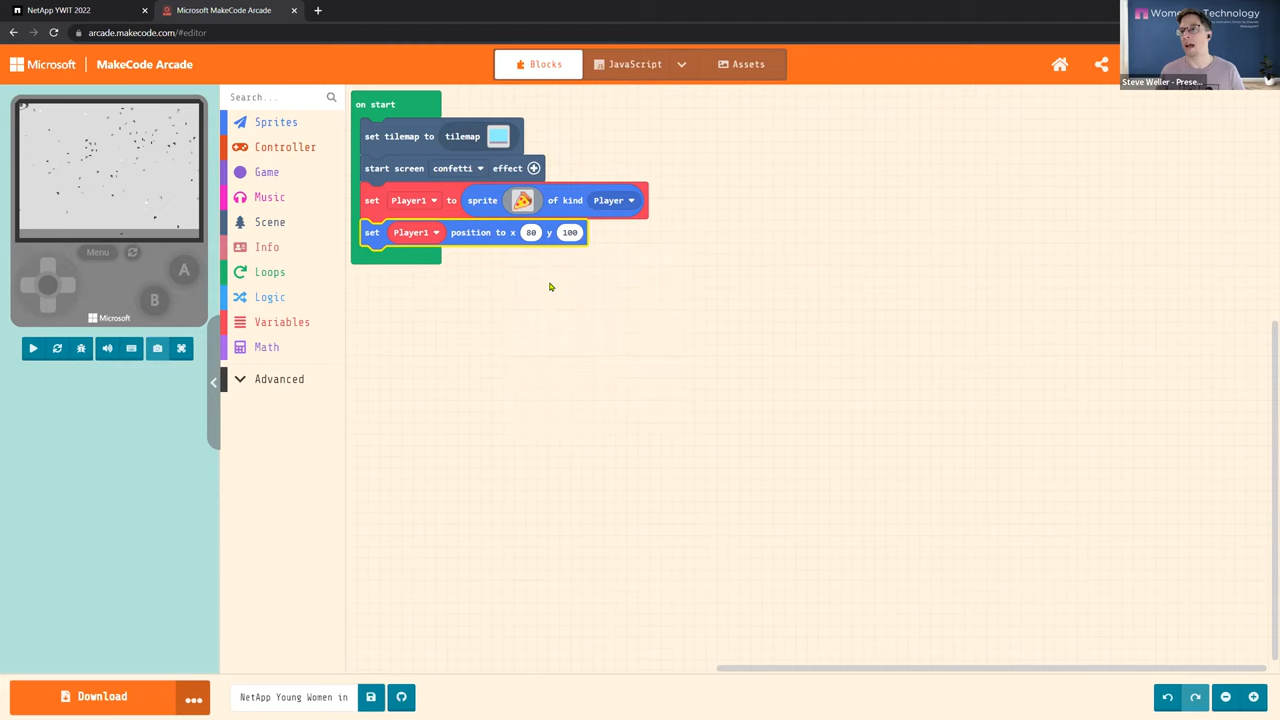 NetApp YWIT 2022
Microsoft MakeCode Arcade
arcade.makecode.com/#editor
Microsoft
MakeCode Arcade
Blocks
JavaScript
Assets
Steve Weller - Prese...
Menu
A
B
Microsoft
Search...
Sprites
Controller
Game
Music
Scene
Info
Loops
Logic
Variables
Math
Advanced
on start
set tilemap to tilemap
start screen confetti effect
set Player1 to sprite of kind Player
set Player1 position to x 80 y 100
Download
NetApp Young Women in